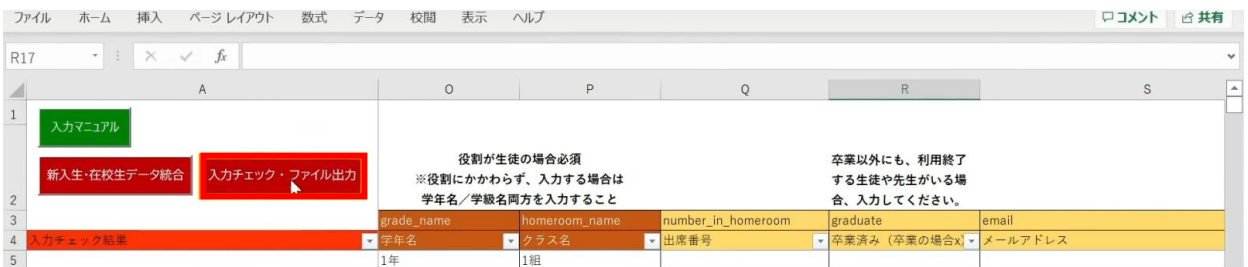 ファイル ホーム 挿入 ページ レイアウト 数式 データ 校閲 表示 ヘルプ コメント 共有
R17 fx
A O P Q R S
1
入力マニュアル
役割が生徒の場合必須
※役割にかかわらず、入力する場合は
学年名／学級名両方を入力すること
卒業以外にも、利用終了
する生徒や先生がいる場
合、入力してください。
新入生・在校生データ統合 入力チェック・ファイル出力
2
3 grade_name homeroom_name number_in_homeroom graduate email
4 入力チェック結果 学年名 クラス名 出席番号 卒業済み（卒業の場合x） メールアドレス
5 1年 1組